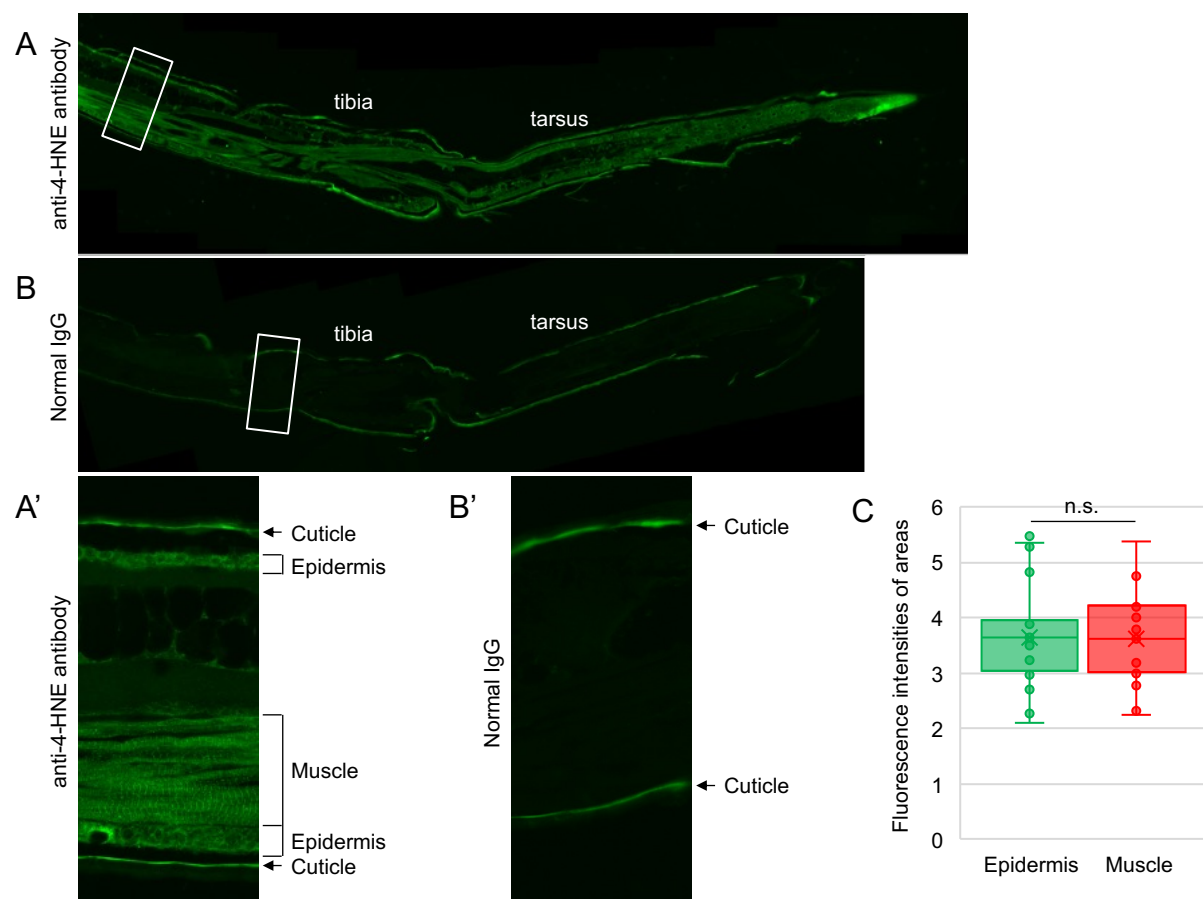 A
anti-4-HNE antibody
tibia
tarsus
B
Normal IgG
tibia
tarsus
A’
anti-4-HNE antibody
Cuticle
Epidermis
Muscle
Epidermis
Cuticle
B’
Normal IgG
Cuticle
Cuticle
C
Fluorescence intensities of areas
n.s.
6
5
4
3
2
1
0
Epidermis
Muscle